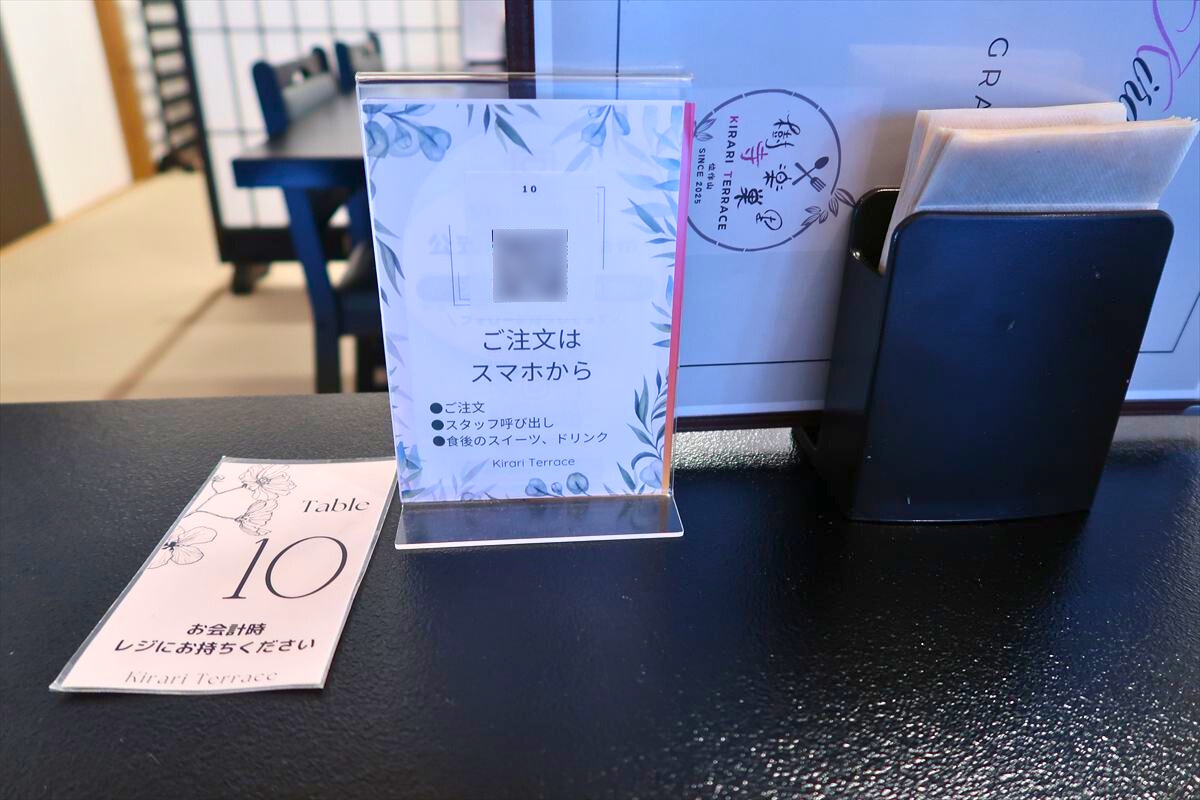 10
ご注文は
スマホから
●ご注文
●スタッフ呼び出し
●食後のスイーツ、ドリンク
Kirari Terrace
Table
10
お会計時
レジにお持ちください
Kirari Terrace
KIRARI TERRACE
SINCE 2025
GRA
Kira